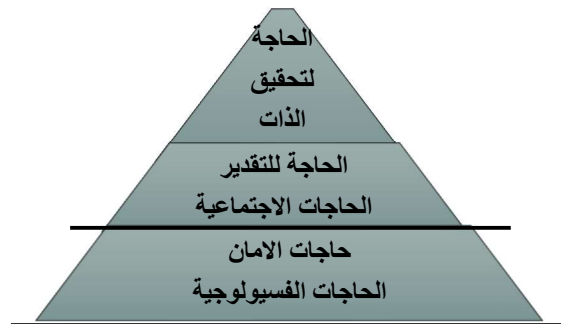 الحاجة
لتحقيق
الذات
الحاجة للتقدير
الحاجات الاجتماعية
حاجات الامان
الحاجات الفسيولوجية